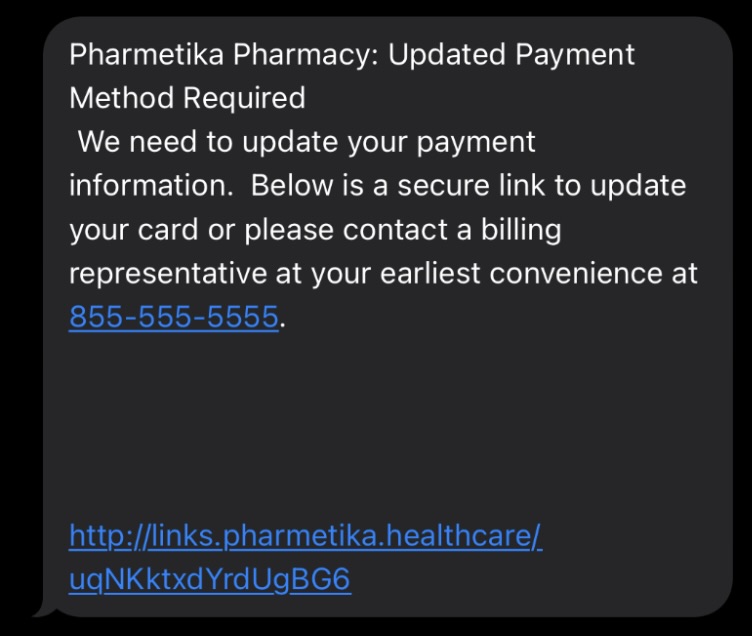 Pharmetika Pharmacy: Updated Payment
Method Required
We need to update your payment
information.  Below is a secure link to update
your card or please contact a billing
representative at your earliest convenience at
855-555-5555.
http://links.pharmetika.healthcare/
uqNKktxdYrdUgBG6